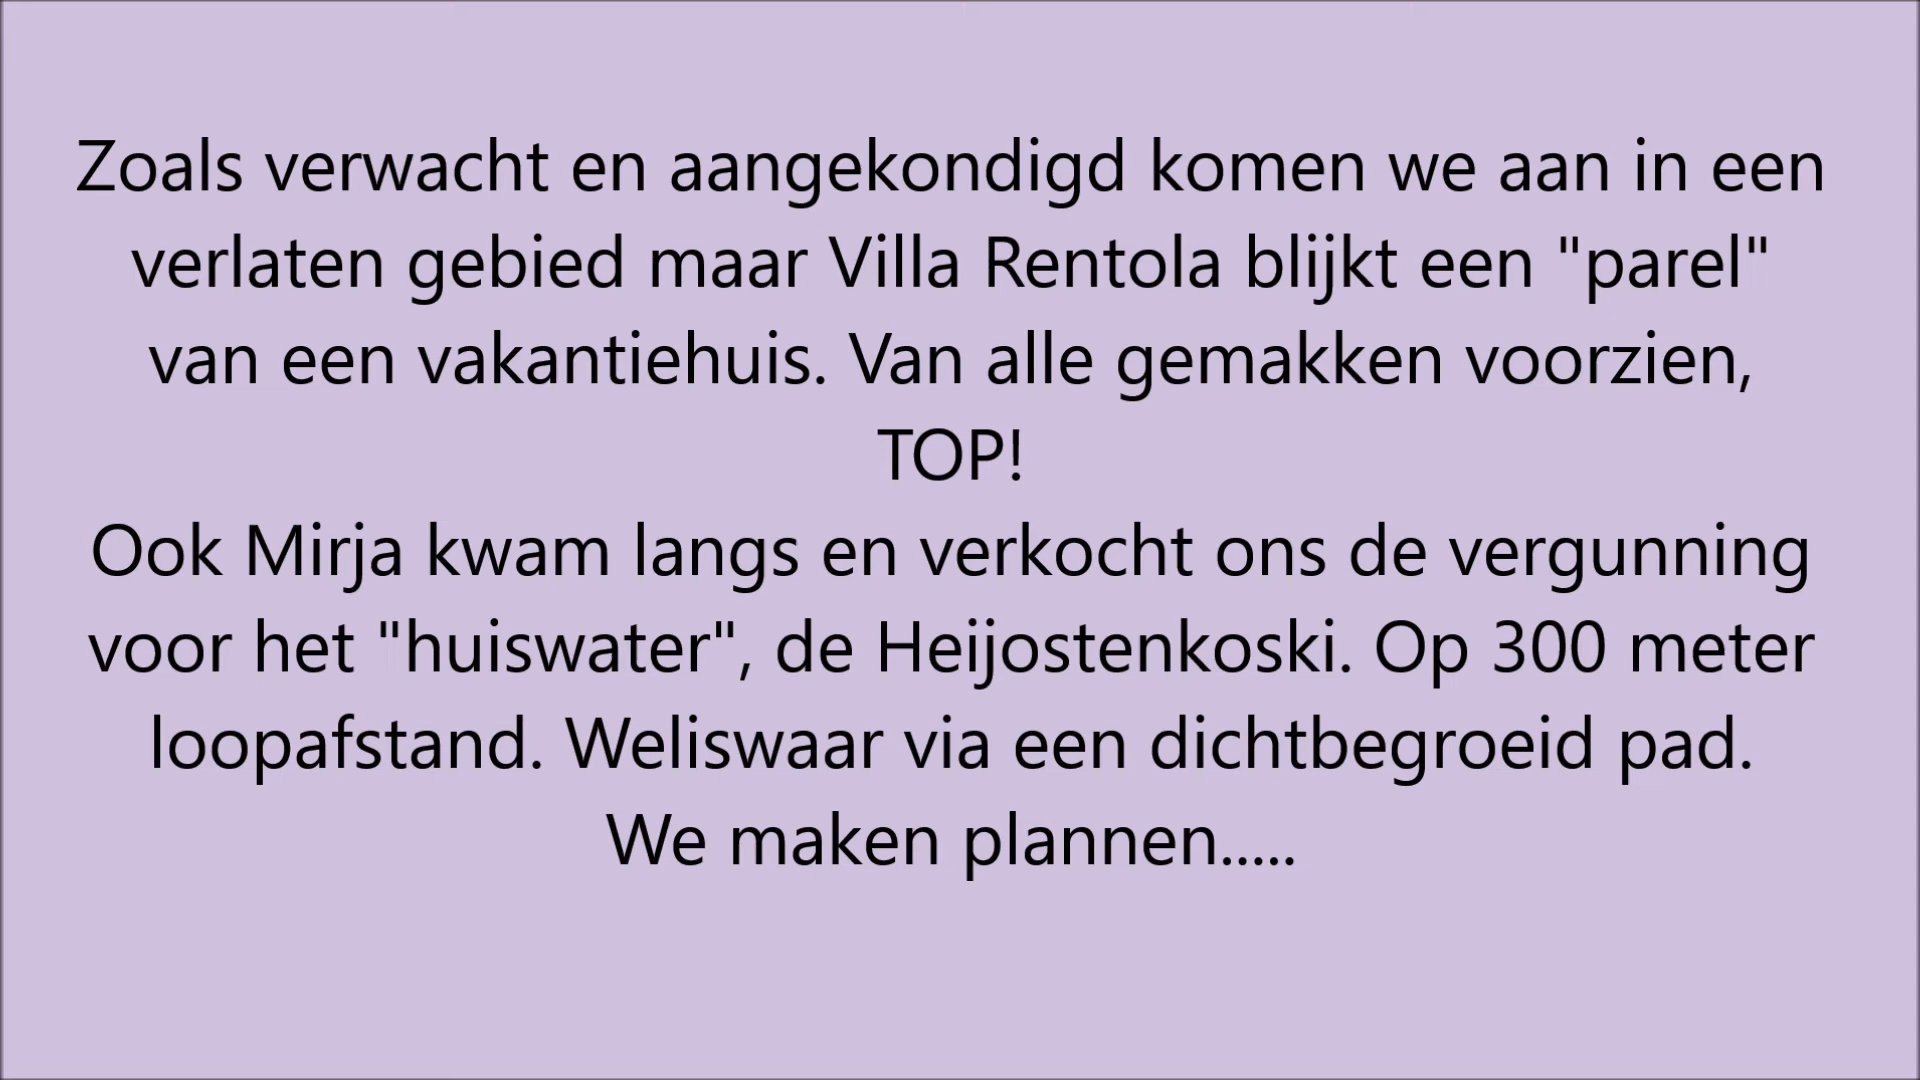 Zoals verwacht en aangekondigd komen we aan in een
verlaten gebied maar Villa Rentola blijkt een "parel"
van een vakantiehuis. Van alle gemakken voorzien,
TOP!
Ook Mirja kwam langs en verkocht ons de vergunning
voor het "huiswater", de Heijostenkoski. Op 300 meter
loopafstand. Weliswaar via een dichtbegroeid pad.
We maken plannen.....